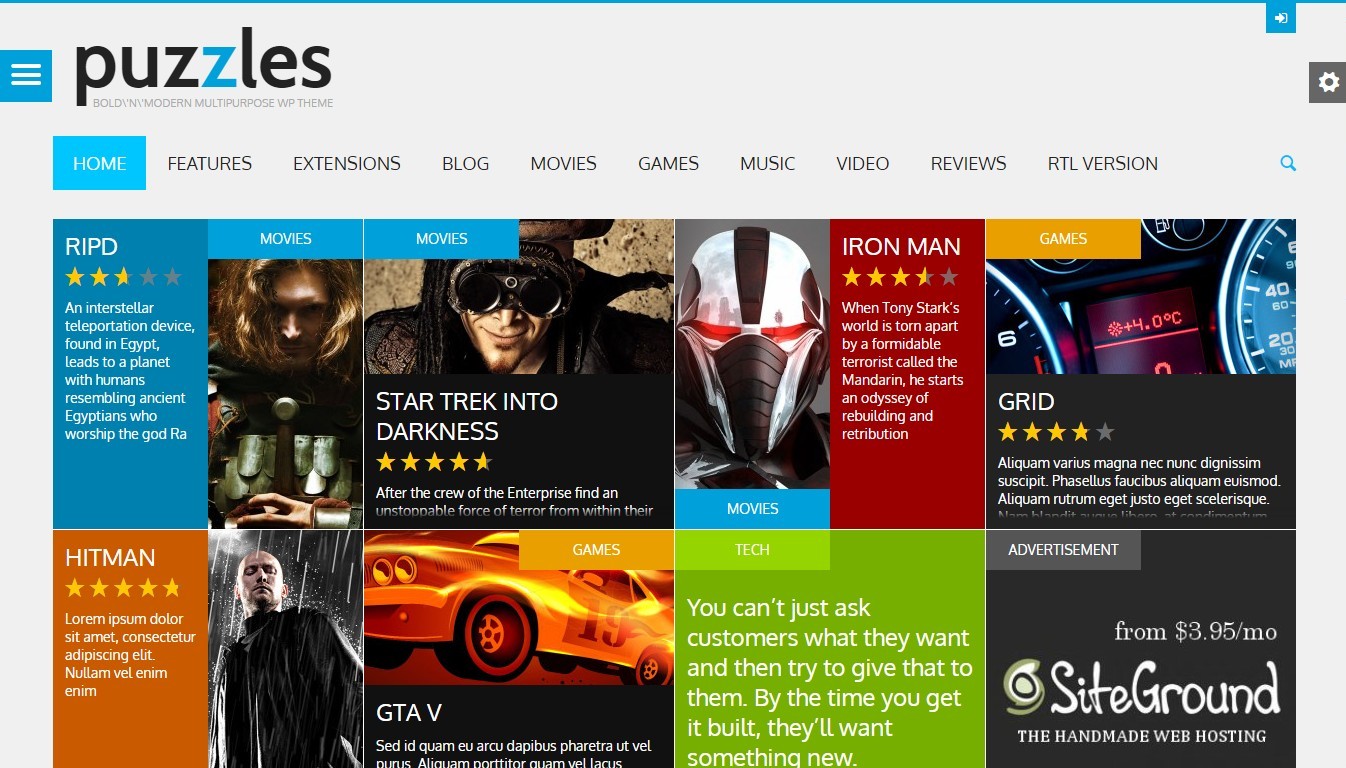 puzzles
BOLD\'N\'MODERN MULTIPURPOSE WP THEME
HOME FEATURES EXTENSIONS BLOG MOVIES GAMES MUSIC VIDEO REVIEWS RTL VERSION
RIPD
An interstellar
teleportation device,
found in Egypt,
leads to a planet
with humans
resembling ancient
Egyptians who
worship the god Ra
MOVIES
MOVIES
STAR TREK INTO
DARKNESS
After the crew of the Enterprise find an
unstoppable force of terror from within their
MOVIES
IRON MAN
When Tony Stark’s
world is torn apart
by a formidable
terrorist called the
Mandarin, he starts
an odyssey of
rebuilding and
retribution
GAMES
6
+4.0°C
0
40
60
20
GRID
Aliquam varius magna nec nunc dignissim
suscipit. Phasellus faucibus aliquam euismod.
Aliquam rutrum eget justo eget scelerisque.
Nam blandit augue libero, at condimentum
HITMAN
Lorem ipsum dolor
sit amet, consectetur
adipiscing elit.
Nullam vel enim
enim
GAMES
19
GTA V
Sed id quam eu arcu dapibus pharetra ut vel
purus. Aliquam porttitor quam vel lacus
TECH
You can’t just ask
customers what they want
and then try to give that to
them. By the time you get
it built, they’ll want
something new.
ADVERTISEMENT
from $3.95/mo
SiteGround
THE HANDMADE WEB HOSTING